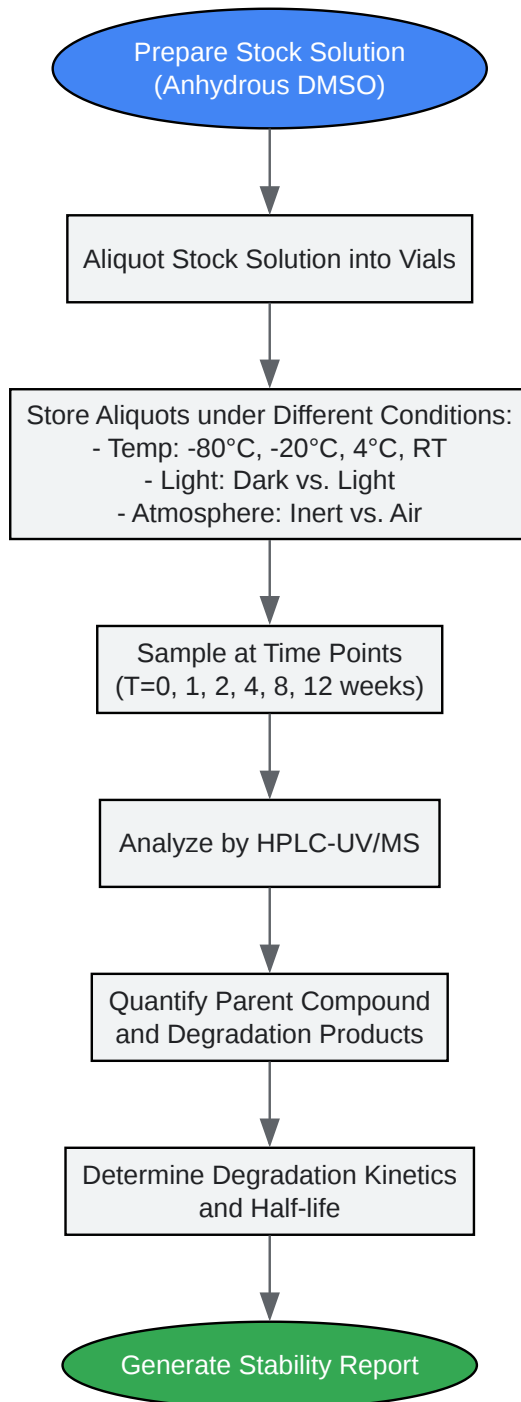 Prepare Stock Solution
(Anhydrous DMSO)
Aliquot Stock Solution into Vials
Store Aliquots under Different Conditions:
- Temp: -80°C, -20°C, 4°C, RT
- Light: Dark vs. Light
- Atmosphere: Inert vs. Air
Sample at Time Points
(T=0, 1, 2, 4, 8, 12 weeks)
Analyze by HPLC-UV/MS
Quantify Parent Compound
and Degradation Products
Determine Degradation Kinetics
and Half-life
Generate Stability Report